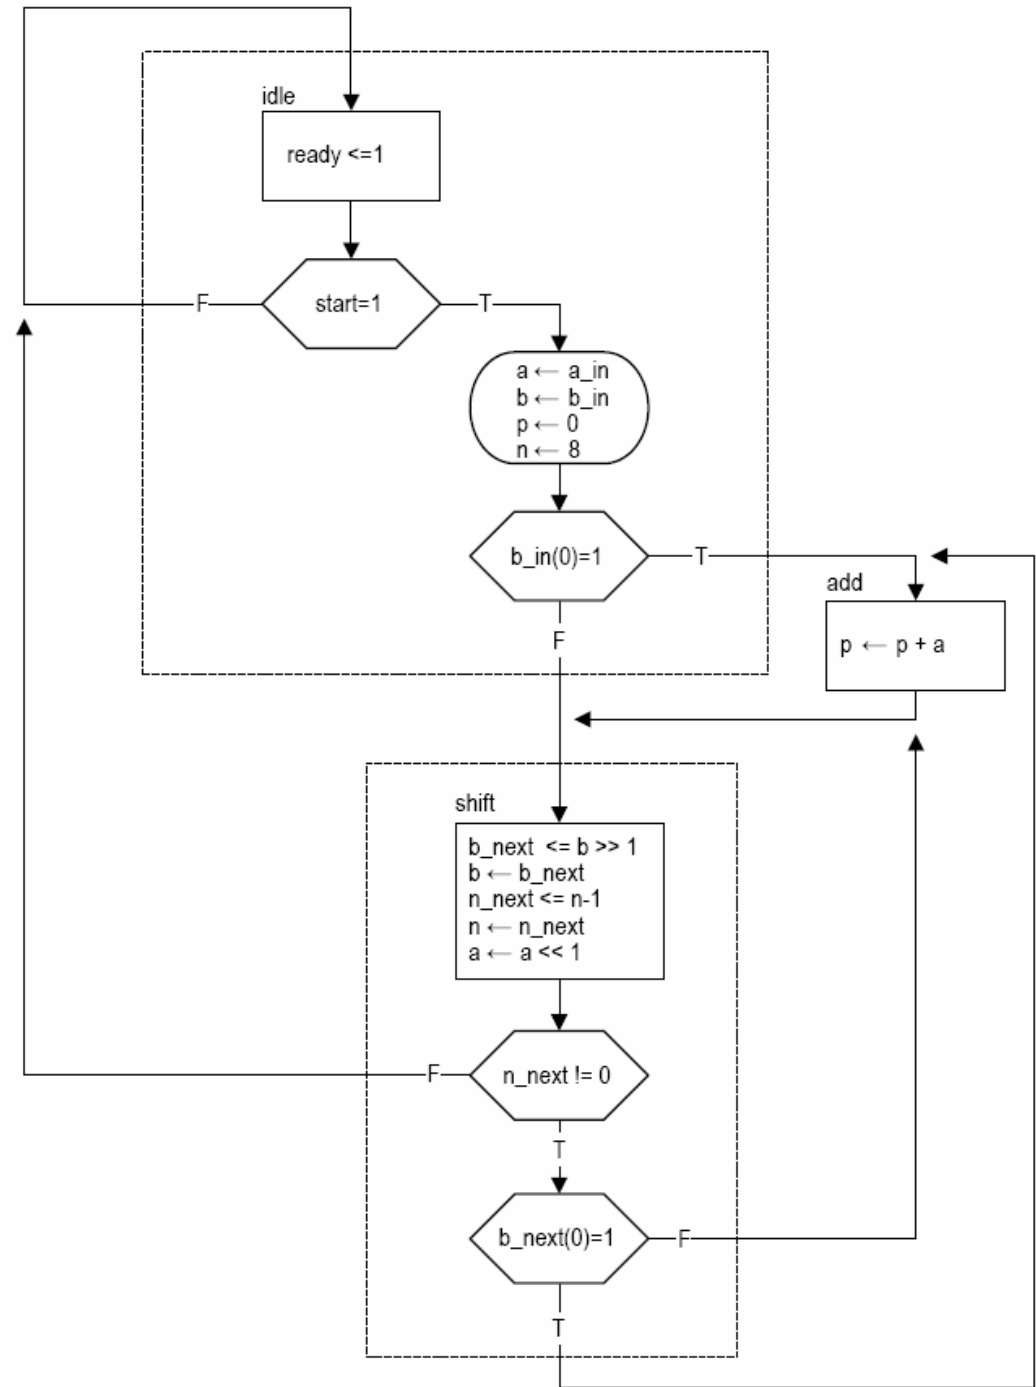 idle
ready <=1
start=1
F
T
a ← a_in
b ← b_in
p ← 0
n ← 8
b_in(0)=1
T
F
add
p ← p + a
shift
b_next <= b >> 1
b ← b_next
n_next <= n-1
n ← n_next
a ← a << 1
n_next != 0
F
T
b_next(0)=1
F
T